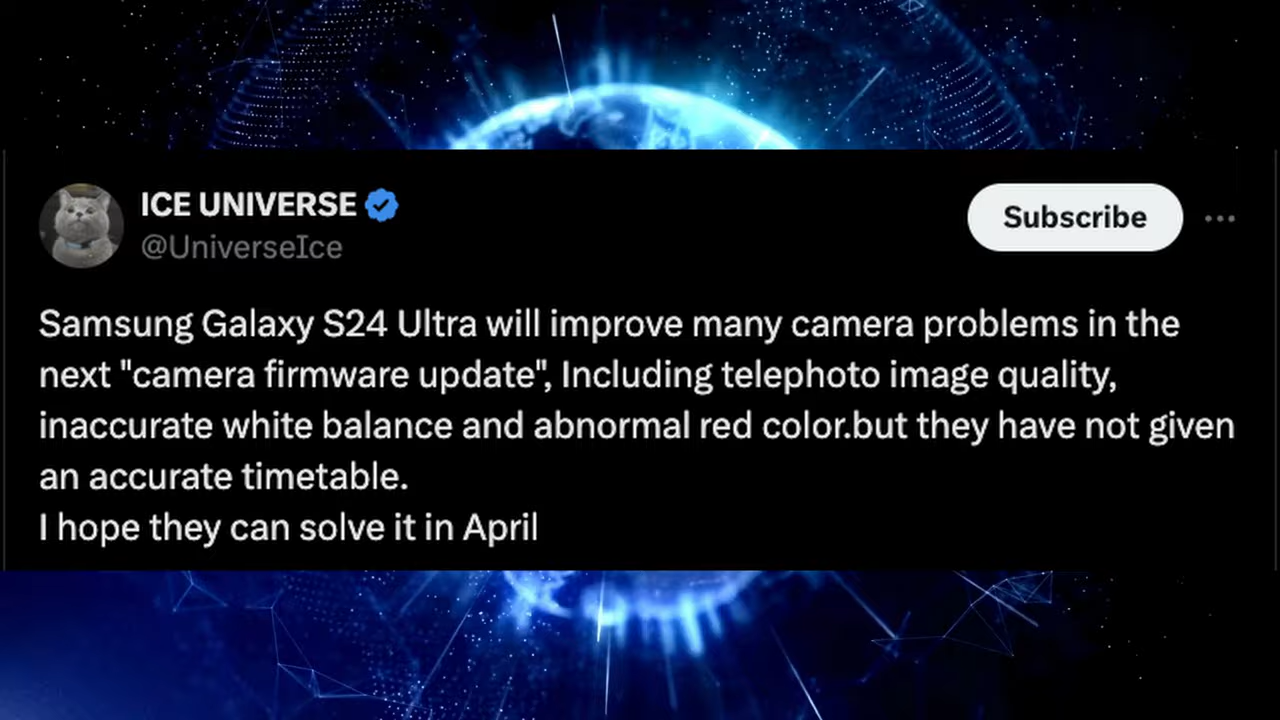 ICE UNIVERSE
@UniverseIce
Subscribe
Samsung Galaxy S24 Ultra will improve many camera problems in the
next "camera firmware update", Including telephoto image quality,
inaccurate white balance and abnormal red color.but they have not given
an accurate timetable.
I hope they can solve it in April